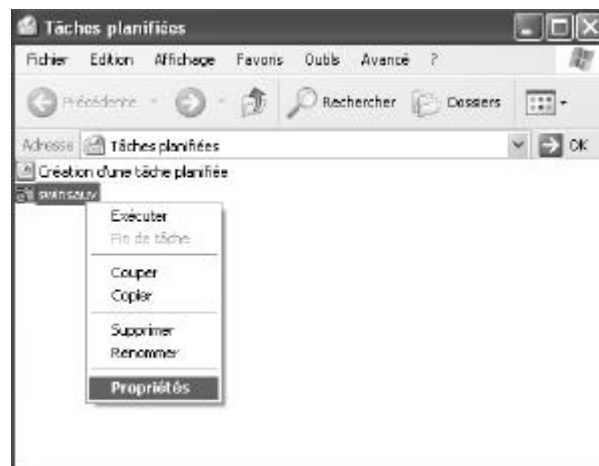 Tâches planifiées
Fichier Edition Affichage Favoris Outils Avancé ?
Précédente Rechercher Dossiers
Adresse Tâches planifiées OK
Création d'une tâche planifiée
swinsauv
Exécuter
Fin de tâche
Couper
Copier
Supprimer
Renommer
Propriétés